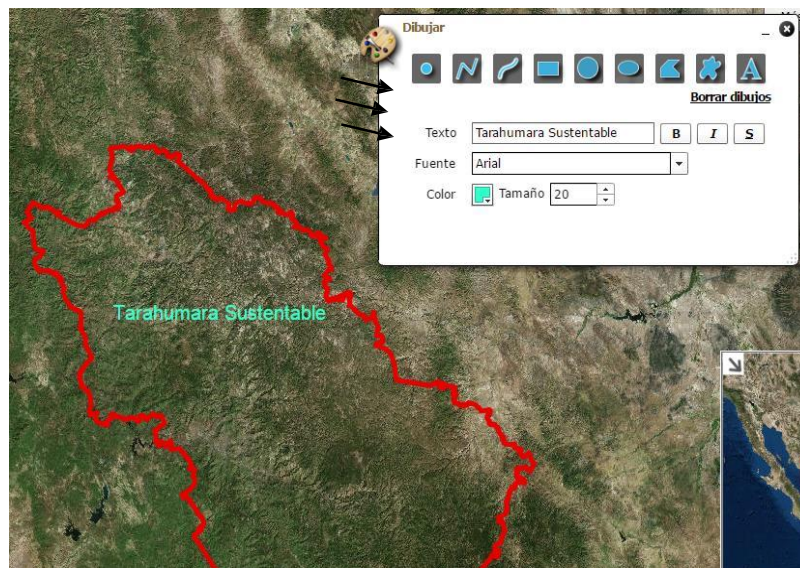 Dibujar
A
Borrar dibujos
Texto Tarahumara Sustentable B I S
Fuente Arial
Color Tamaño 20
Tarahumara Sustentable